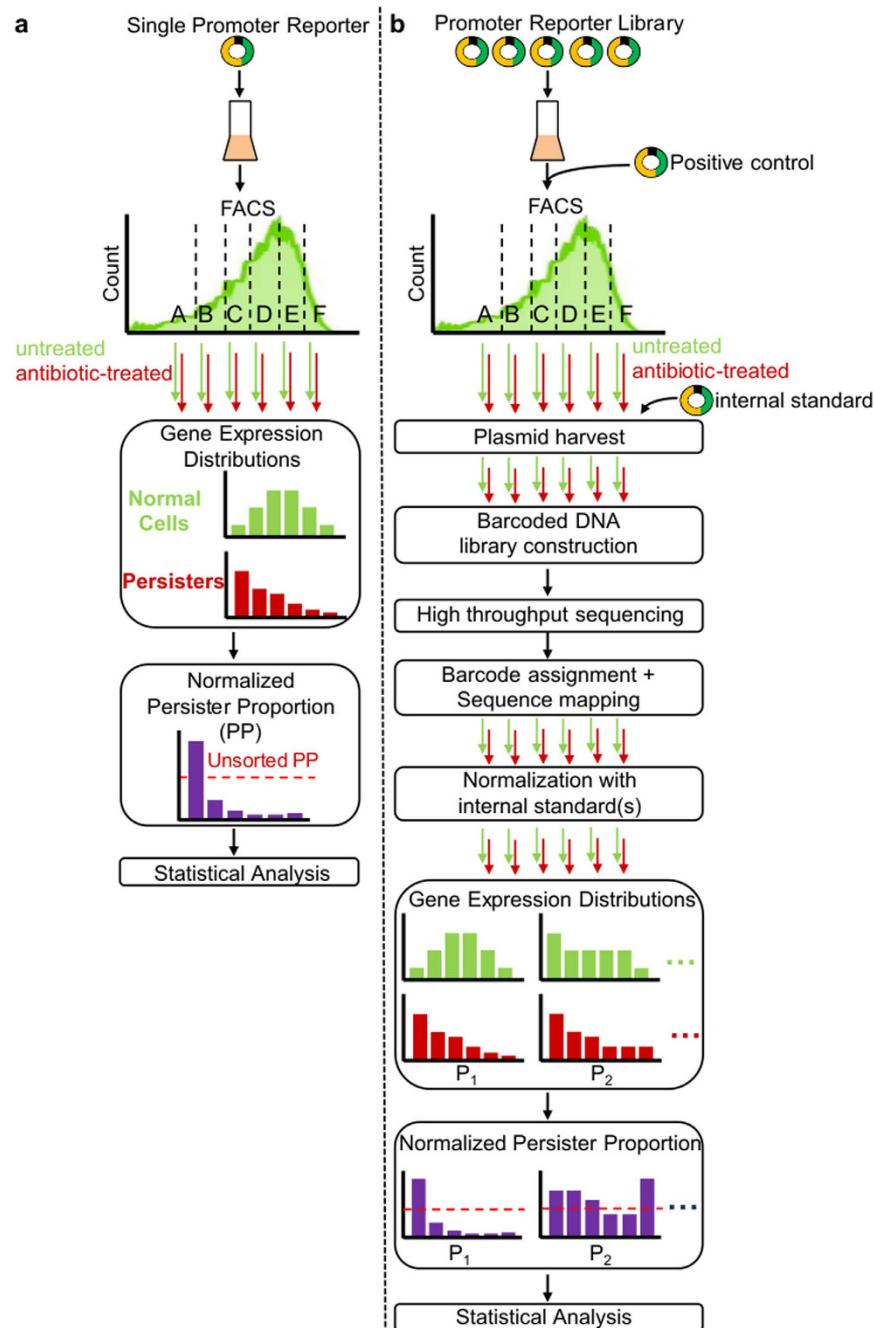 a
Single Promoter Reporter
FACS
Count
A B C D E F
untreated
antibiotic-treated
Gene Expression
Distributions
Normal
Cells
Persisters
Normalized
Persister Proportion
(PP)
Unsorted PP
Statistical Analysis
b
Promoter Reporter Library
Positive control
FACS
Count
A B C D E F
untreated
antibiotic-treated
internal standard
Plasmid harvest
Barcoded DNA
library construction
High throughput sequencing
Barcode assignment +
Sequence mapping
Normalization with
internal standard(s)
Gene Expression Distributions
P₁ P₂
Normalized Persister Proportion
P₁ P₂
Statistical Analysis